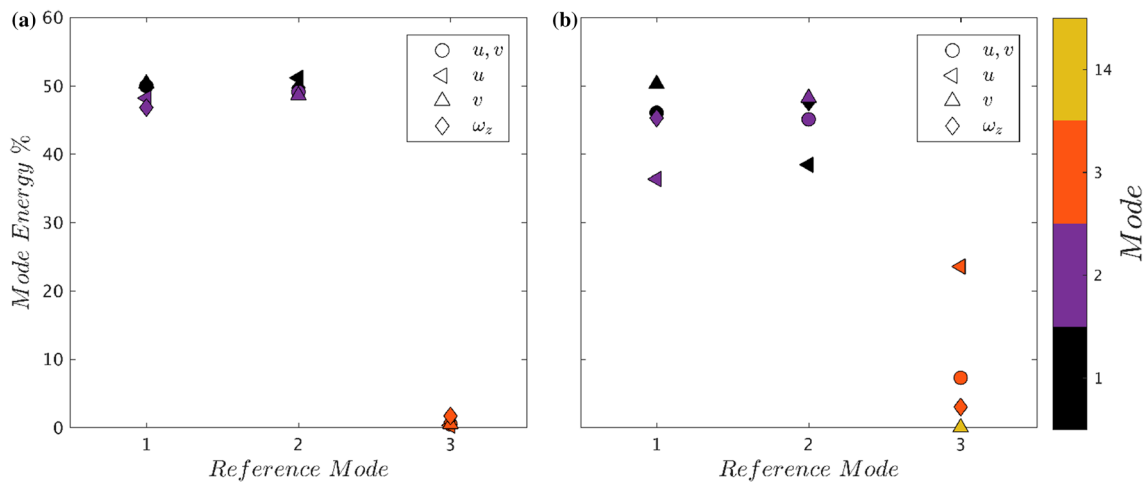 (a)
60
50
40
30
20
10
0
Mode Energy %
1 2 3
Reference Mode
u, v
u
v
ω_z
(b)
1 2 3
Reference Mode
u, v
u
v
ω_z
14
3
2
1
Mode